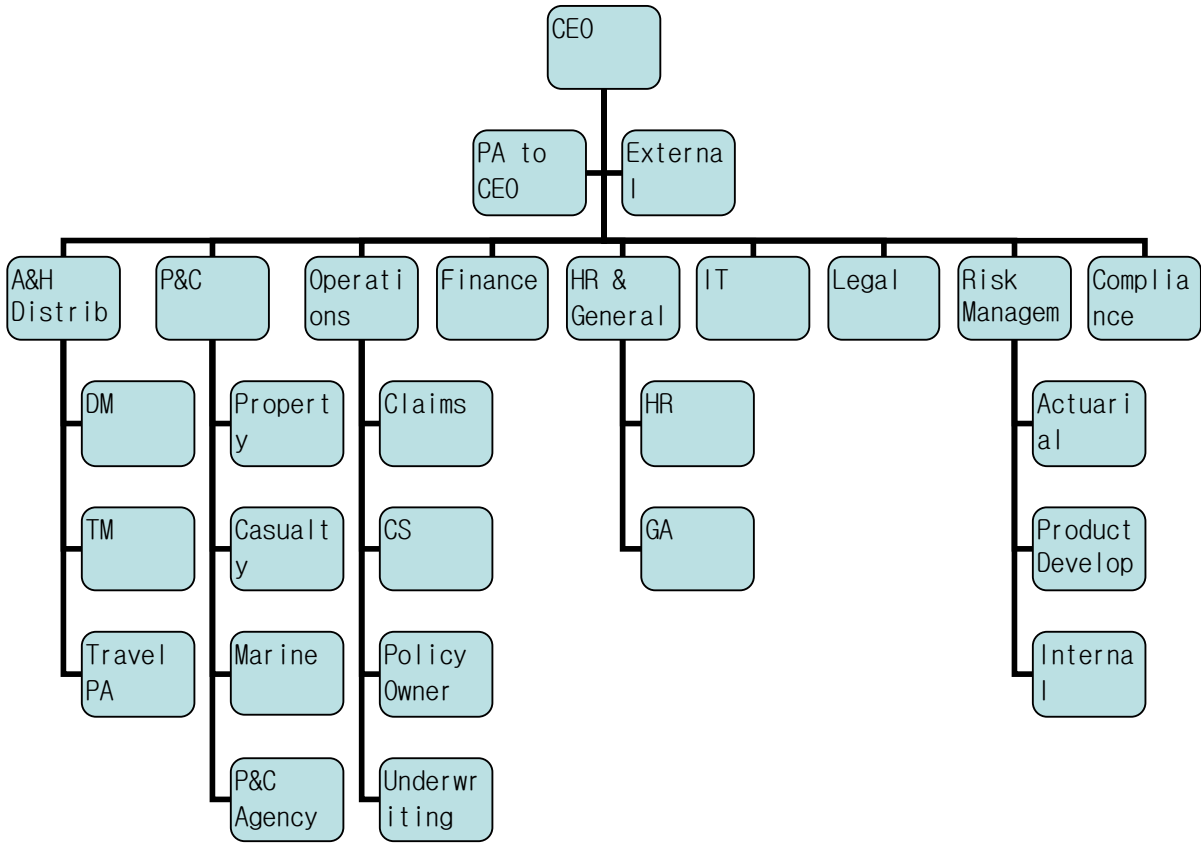 CEO
PA to
CEO
Externa
l
A&H
Distrib
P&C
Operati
ons
Finance
HR &
General
IT
Legal
Risk
Managem
Complia
nce
DM
Propert
y
Claims
HR
Actuari
al
TM
Casualt
y
CS
GA
Product
Develop
Travel
PA
Marine
Policy
Owner
Interna
l
P&C
Agency
Underwr
iting